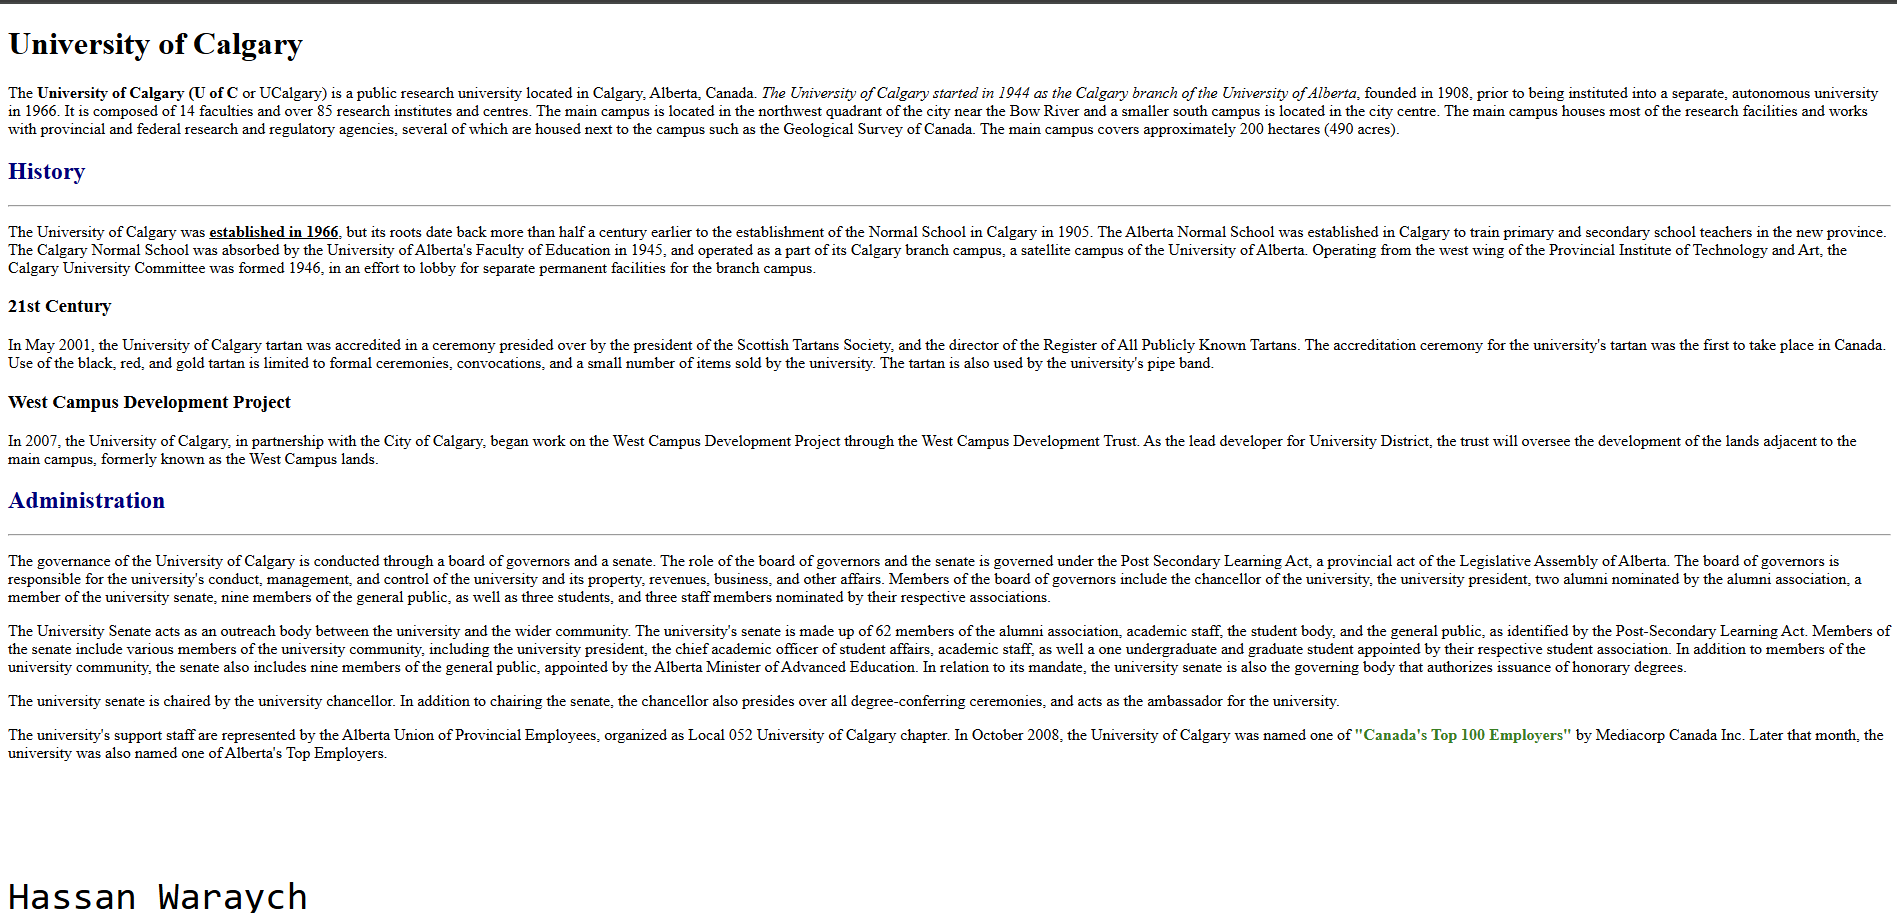 University of Calgary
The University of Calgary (U of C or UCalgary) is a public research university located in Calgary, Alberta, Canada. The University of Calgary started in 1944 as the Calgary branch of the University of Alberta, founded in 1908, prior to being instituted into a separate, autonomous university
in 1966. It is composed of 14 faculties and over 85 research institutes and centres. The main campus is located in the northwest quadrant of the city near the Bow River and a smaller south campus is located in the city centre. The main campus houses most of the research facilities and works
with provincial and federal research and regulatory agencies, several of which are housed next to the campus such as the Geological Survey of Canada. The main campus covers approximately 200 hectares (490 acres).
History
The University of Calgary was established in 1966, but its roots date back more than half a century earlier to the establishment of the Normal School in Calgary in 1905. The Alberta Normal School was established in Calgary to train primary and secondary school teachers in the new province.
The Calgary Normal School was absorbed by the University of Alberta's Faculty of Education in 1945, and operated as a part of its Calgary branch campus, a satellite campus of the University of Alberta. Operating from the west wing of the Provincial Institute of Technology and Art, the
Calgary University Committee was formed 1946, in an effort to lobby for separate permanent facilities for the branch campus.
21st Century
In May 2001, the University of Calgary tartan was accredited in a ceremony presided over by the president of the Scottish Tartans Society, and the director of the Register of All Publicly Known Tartans. The accreditation ceremony for the university's tartan was the first to take place in Canada.
Use of the black, red, and gold tartan is limited to formal ceremonies, convocations, and a small number of items sold by the university. The tartan is also used by the university's pipe band.
West Campus Development Project
In 2007, the University of Calgary, in partnership with the City of Calgary, began work on the West Campus Development Project through the West Campus Development Trust. As the lead developer for University District, the trust will oversee the development of the lands adjacent to the
main campus, formerly known as the West Campus lands.
Administration
The governance of the University of Calgary is conducted through a board of governors and a senate. The role of the board of governors and the senate is governed under the Post Secondary Learning Act, a provincial act of the Legislative Assembly of Alberta. The board of governors is
responsible for the university's conduct, management, and control of the university and its property, revenues, business, and other affairs. Members of the board of governors include the chancellor of the university, the university president, two alumni nominated by the alumni association, a
member of the university senate, nine members of the general public, as well as three students, and three staff members nominated by their respective associations.
The University Senate acts as an outreach body between the university and the wider community. The university's senate is made up of 62 members of the alumni association, academic staff, the student body, and the general public, as identified by the Post-Secondary Learning Act. Members of
the senate include various members of the university community, including the university president, the chief academic officer of student affairs, academic staff, as well a one undergraduate and graduate student appointed by their respective student association. In addition to members of the
university community, the senate also includes nine members of the general public, appointed by the Alberta Minister of Advanced Education. In relation to its mandate, the university senate is also the governing body that authorizes issuance of honorary degrees.
The university senate is chaired by the university chancellor. In addition to chairing the senate, the chancellor also presides over all degree-conferring ceremonies, and acts as the ambassador for the university.
The university's support staff are represented by the Alberta Union of Provincial Employees, organized as Local 052 University of Calgary chapter. In October 2008, the University of Calgary was named one of "Canada's Top 100 Employers" by Mediacorp Canada Inc. Later that month, the
university was also named one of Alberta's Top Employers.
Hassan Waraych